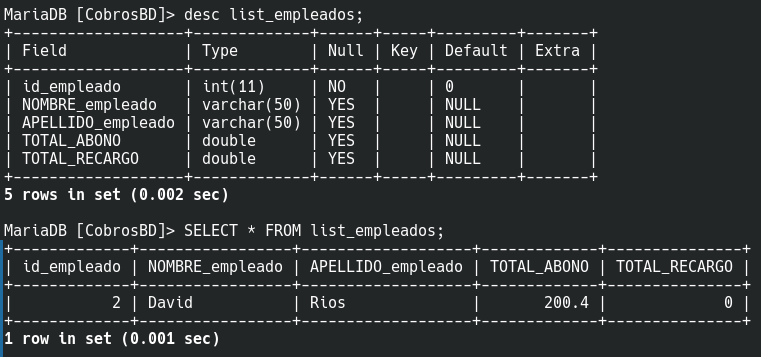 MariaDB [CobrosBD]> desc list_empleados;
+-------------------+-------------+------+-----+---------+-------+
| Field             | Type        | Null | Key | Default | Extra |
+-------------------+-------------+------+-----+---------+-------+
| id_empleado       | int(11)     | NO   |     | 0       |       |
| NOMBRE_empleado   | varchar(50) | YES  |     | NULL    |       |
| APELLIDO_empleado | varchar(50) | YES  |     | NULL    |       |
| TOTAL_ABONO       | double      | YES  |     | NULL    |       |
| TOTAL_RECARGO     | double      | YES  |     | NULL    |       |
+-------------------+-------------+------+-----+---------+-------+
5 rows in set (0.002 sec)

MariaDB [CobrosBD]> SELECT * FROM list_empleados;
+-------------+-----------------+-------------------+-------------+---------------+
| id_empleado | NOMBRE_empleado | APELLIDO_empleado | TOTAL_ABONO | TOTAL_RECARGO |
+-------------+-----------------+-------------------+-------------+---------------+
|           2 | David           | Rios              |       200.4 |             0 |
+-------------+-----------------+-------------------+-------------+---------------+
1 row in set (0.001 sec)